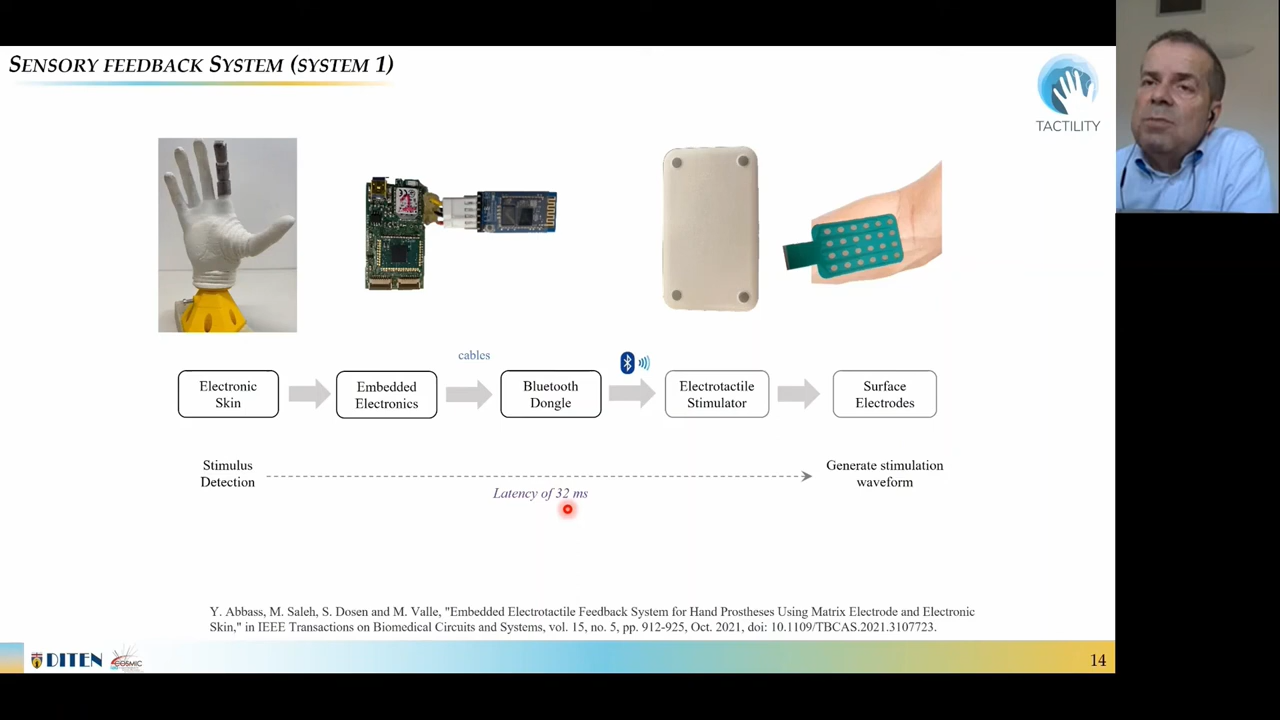 SENSORY FEEDBACK SYSTEM (SYSTEM 1)
TACTILITY
cables
Electronic
Skin
Embedded
Electronics
Bluetooth
Dongle
Electrotactile
Stimulator
Surface
Electrodes
Stimulus
Detection
Latency of 32 ms
Generate stimulation
waveform
Y. Abbass, M. Saleh, S. Dosen and M. Valle, "Embedded Electrotactile Feedback System for Hand Prostheses Using Matrix Electrode and Electronic
Skin," in IEEE Transactions on Biomedical Circuits and Systems, vol. 15, no. 5, pp. 912-925, Oct. 2021, doi: 10.1109/TBCAS.2021.3107723.
DITEN
COSMIC
14